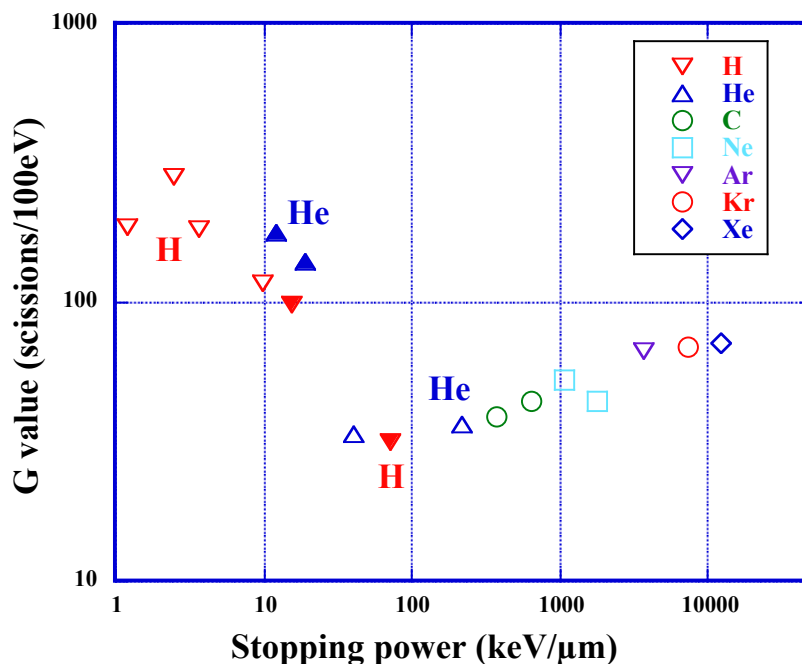 1000
100
10
G value (scissions/100eV)
H
He
C
Ne
Ar
Kr
Xe
He
H
He
H
1
10
100
1000
10000
Stopping power (keV/µm)